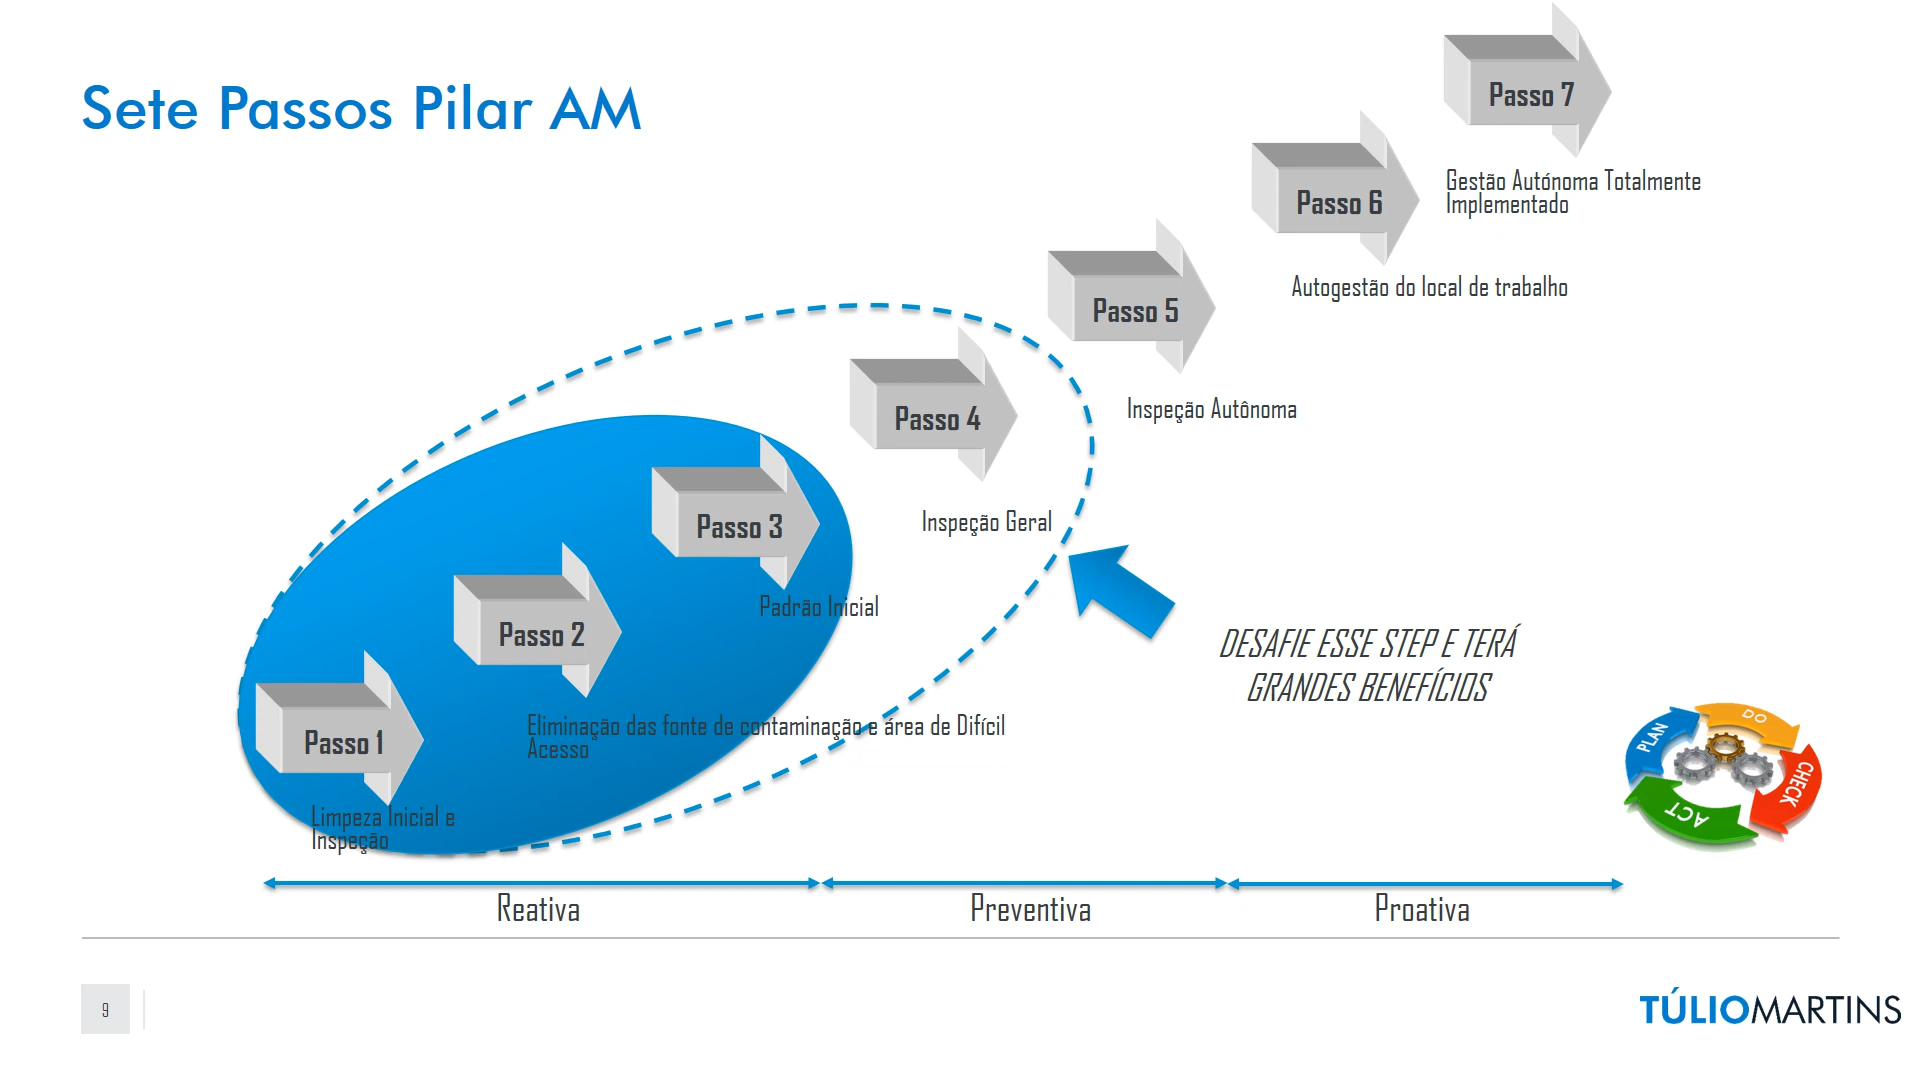 Sete Passos Pilar AM
Passo 7
Gestão Autónoma Totalmente
Implementado
Passo 6
Autogestão do local de trabalho
Passo 5
Inspeção Autônoma
Passo 4
Inspeção Geral
Passo 3
Padrão Inicial
Passo 2
Eliminação das fonte de contaminação e área de Difícil
Acesso
Passo 1
Limpeza Inicial e
Inspeção
DESAFIE ESSE STEP E TERÁ
GRANDES BENEFÍCIOS
PLAN
DO
CHECK
ACT
Reativa
Preventiva
Proativa
9
TÚLIOMARTINS